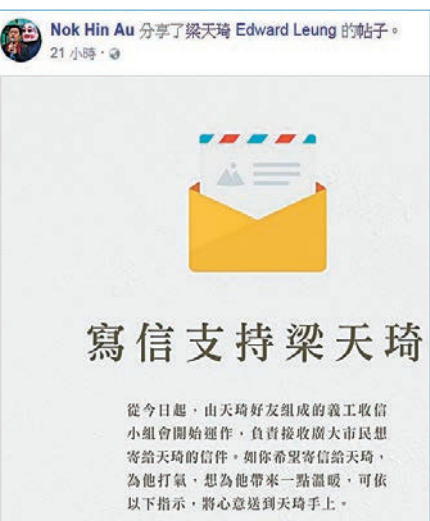 Nok Hin Au 分享了梁天琦 Edward Leung 的帖子。
21 小時 ·
寫信支持梁天琦
從今日起，由天琦好友組成的義工收信
小組會開始運作，負責接收廣大市民想
寄給天琦的信件。如你希望寄信給天琦，
為他打氣，想為他帶來一點溫暖，可依
以下指示，將心意送到天琦手上。